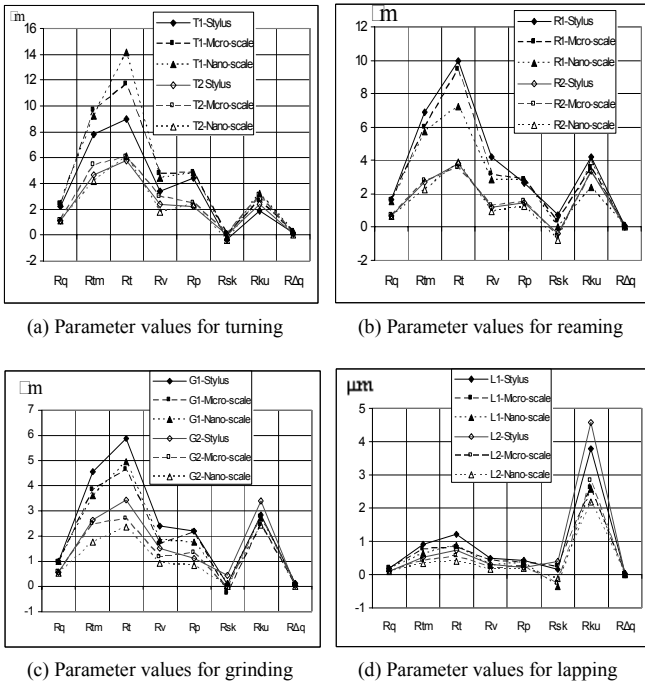 □m
16
14
12
10
8
6
4
2
0
-2
T1-Stylus
T1-Micro-scale
T1-Nano-scale
T2 Stylus
T2-Micro-scale
T2-Nano-scale
Rq Rtm Rt Rv Rp Rsk Rku RΔq
(a) Parameter values for turning
□m
12
10
8
6
4
2
0
-2
R1-Stylus
R1-Micro-scale
R1-Nano-scale
R2-Stylus
R2-Micro-scale
R2-Nano-scale
Rq Rtm Rt Rv Rp Rsk Rku RΔq
(b) Parameter values for reaming
□m
7
6
5
4
3
2
1
0
-1
G1-Stylus
G1-Micro-scale
G1-Nano-scale
G2-Stylus
G2-Micro-scale
G2-Nano-scale
Rq Rtm Rt Rv Rp Rsk Rku RΔq
(c) Parameter values for grinding
μm
5
4
3
2
1
0
-1
L1-Stylus
L1-Micro-scale
L1-Nano-scale
L2-Stylus
L2-Micro-scale
L2-Nano-scale
Rq Rtm Rt Rv Rp Rsk Rku RΔq
(d) Parameter values for lapping